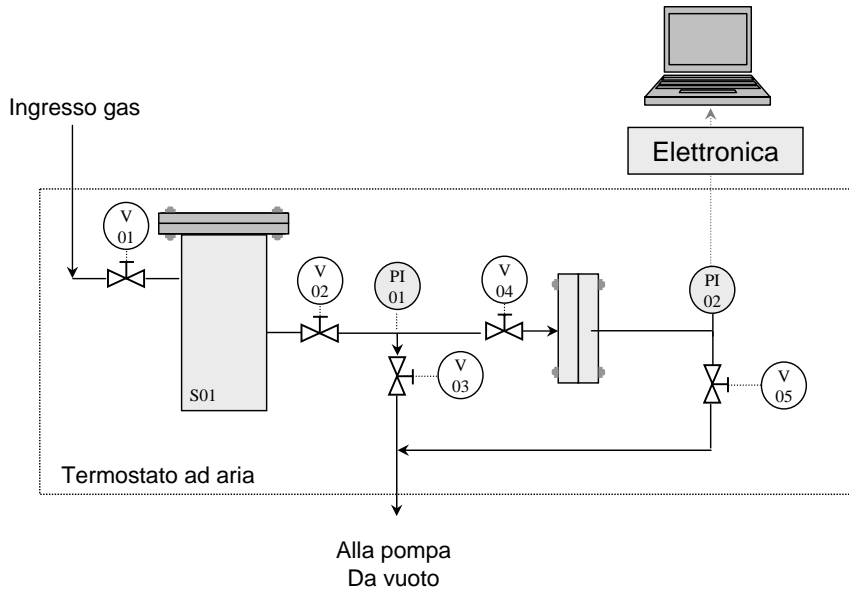 Ingresso gas
Elettronica
V
01
V
02
PI
01
V
04
PI
02
V
03
V
05
S01
Termostato ad aria
Alla pompa
Da vuoto